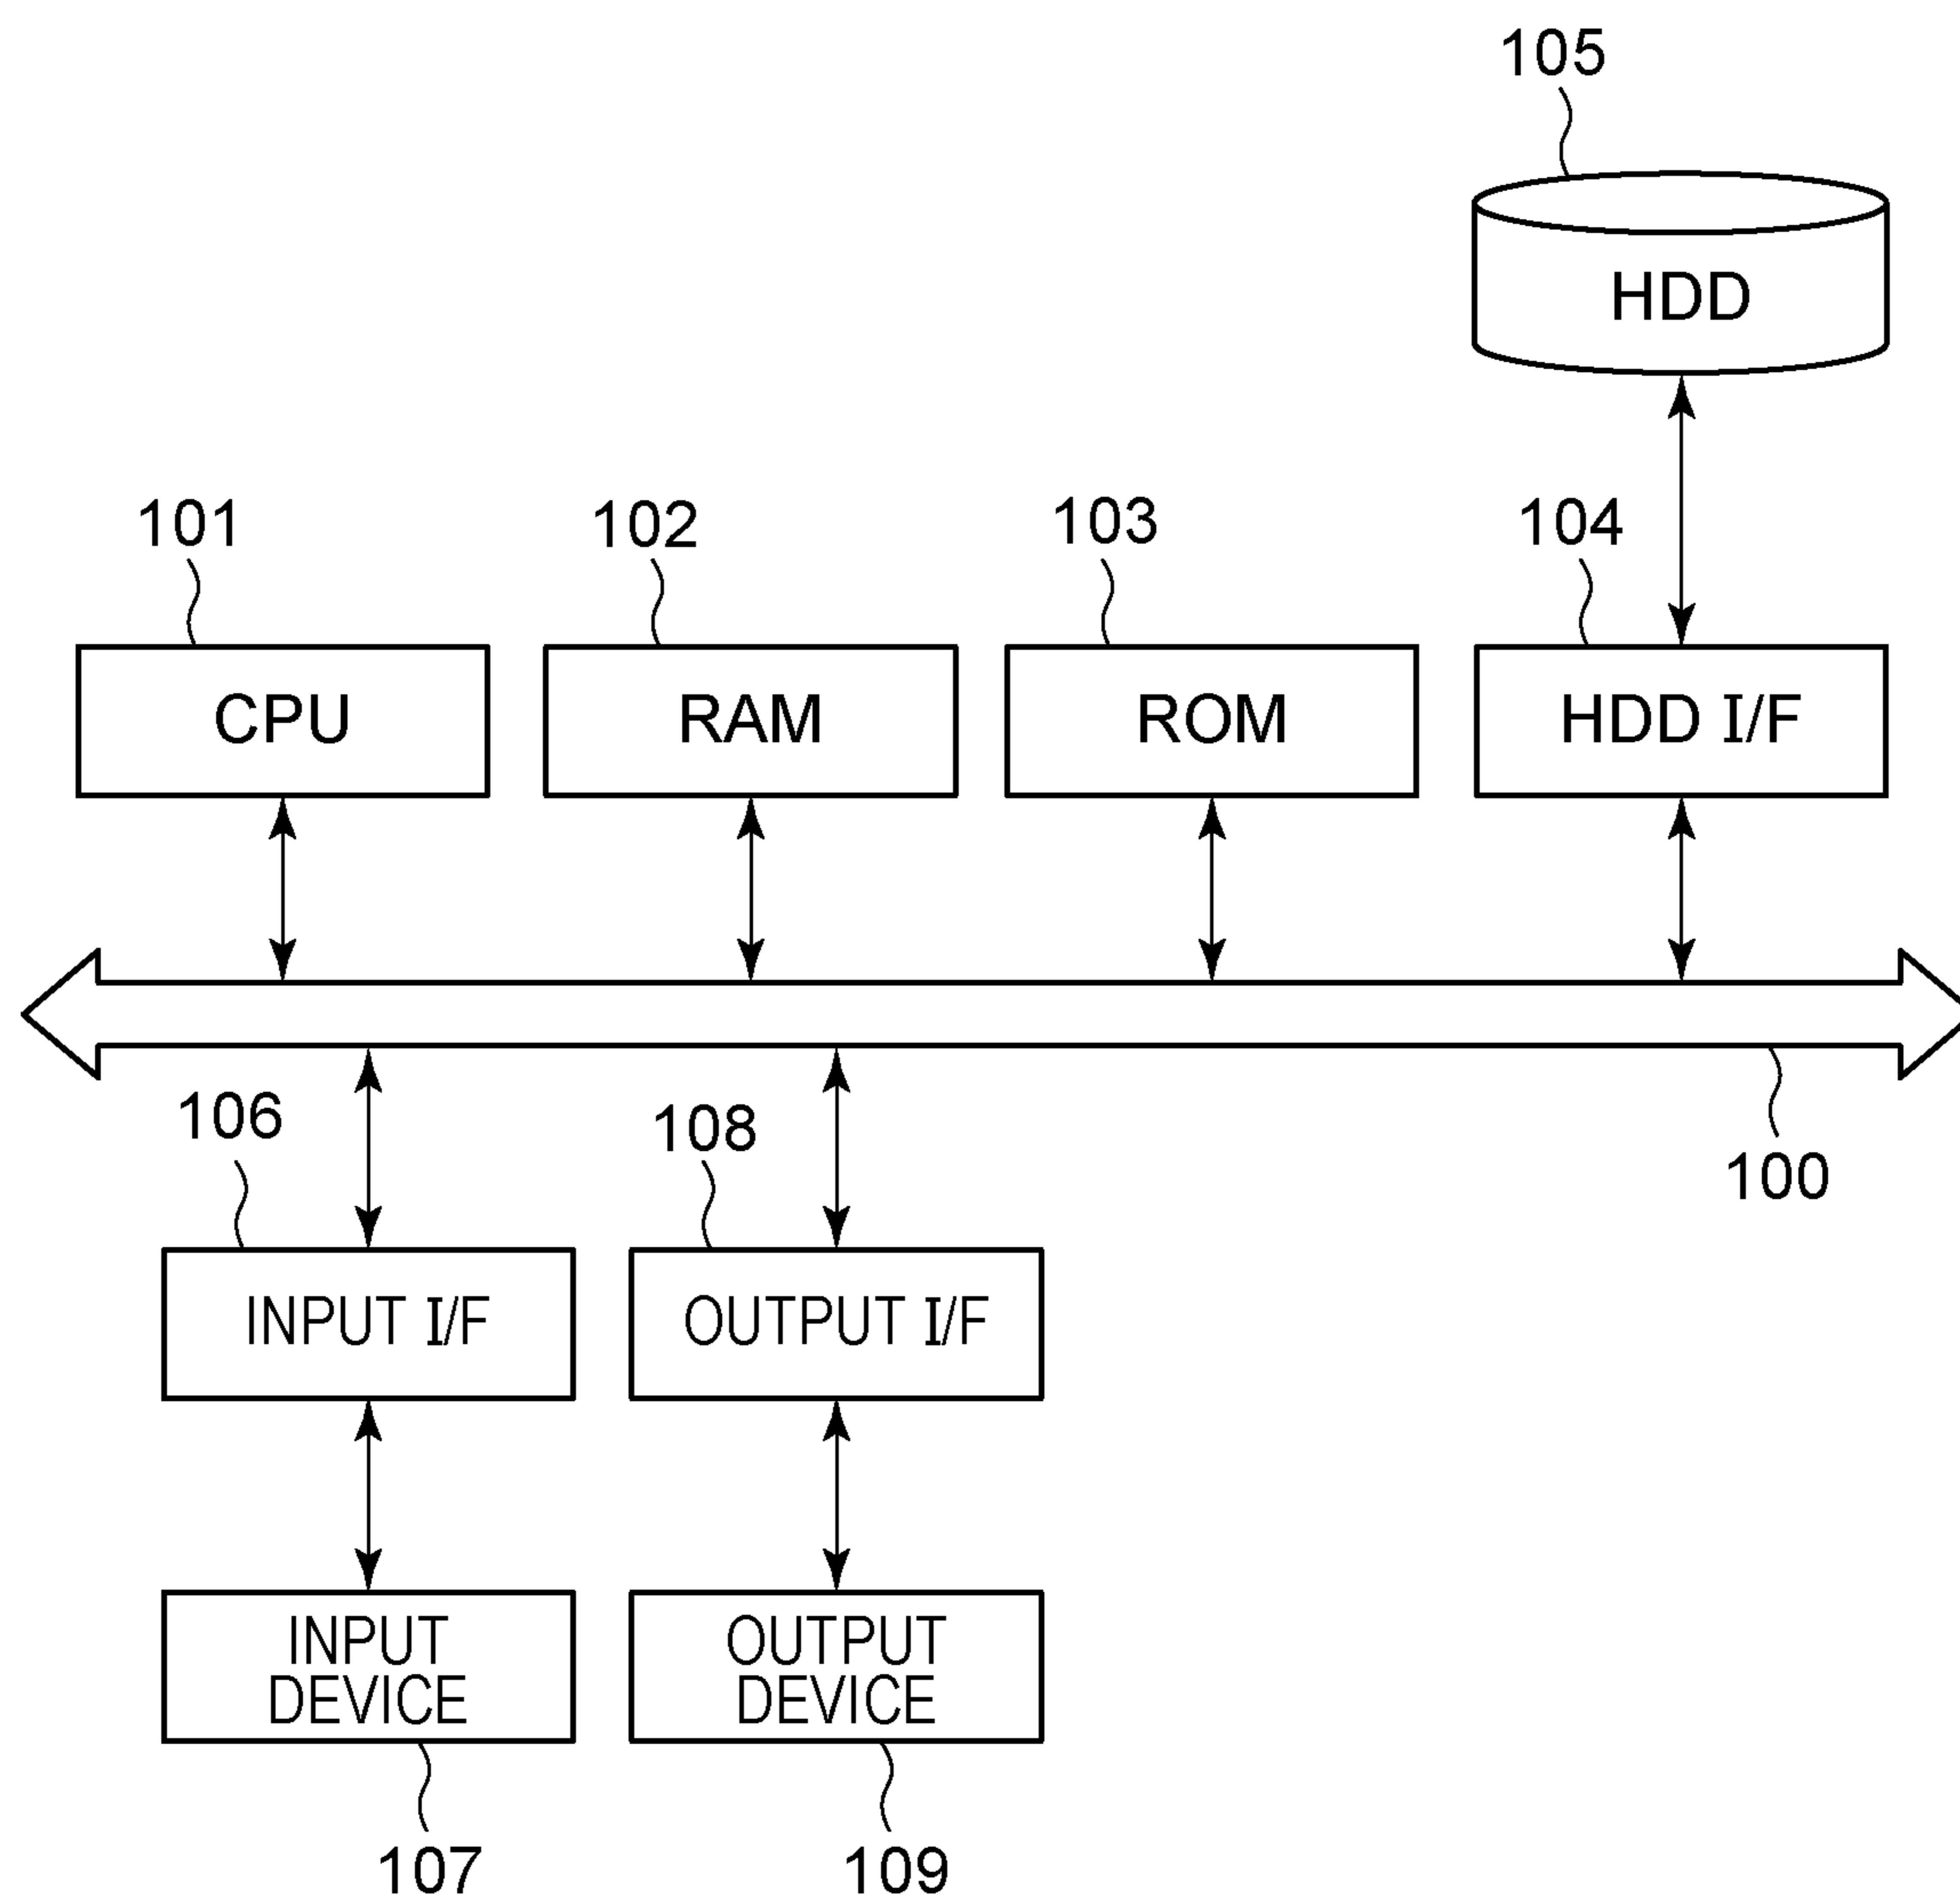 105
HDD
101
102
103
104
CPU
RAM
ROM
HDD I/F
106
108
100
INPUT I/F
OUTPUT I/F
INPUT
DEVICE
OUTPUT
DEVICE
107
109